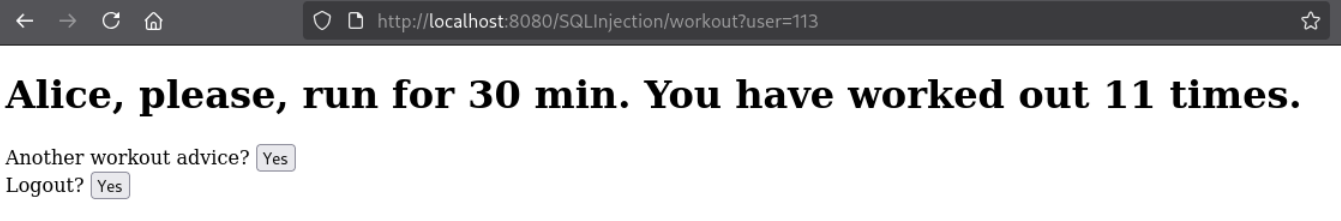 http://localhost:8080/SQLInjection/workout?user=113
Alice, please, run for 30 min. You have worked out 11 times.
Another workout advice? Yes
Logout? Yes